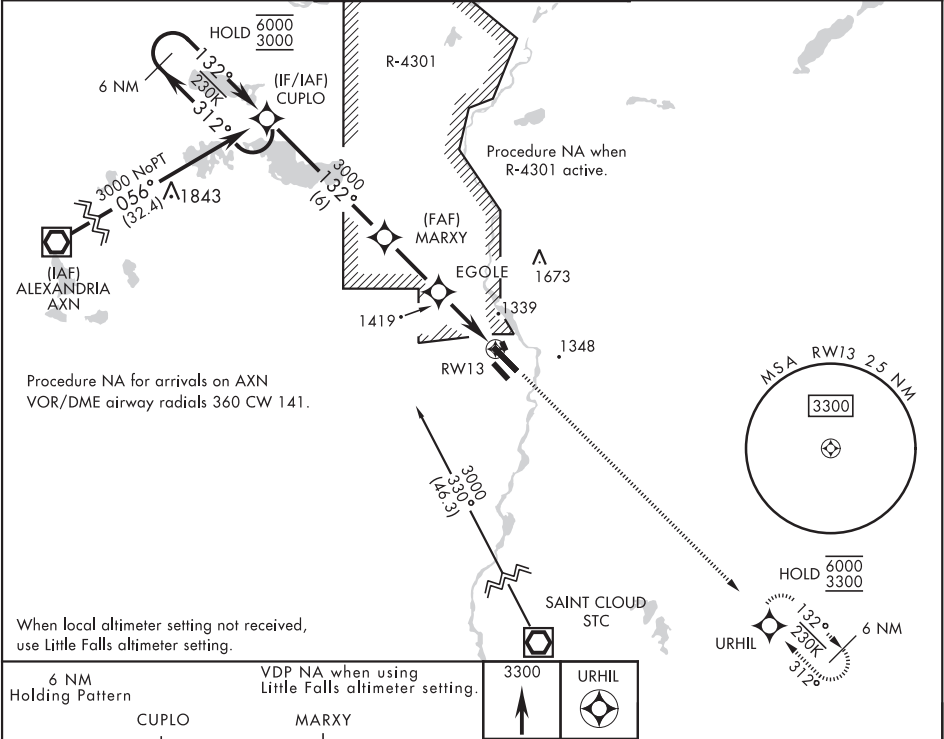 HOLD 6000
3000
R-4301
132°
230K
312°
6 NM
(IF/IAF)
CUPLO
Procedure NA when
R-4301 active.
3000 NoPT
056°
(32.4)
1843
3000
132°
(6)
(FAF)
MARXY
(IAF)
ALEXANDRIA
AXN
EGOLE
1673
1339
1419
1348
RW13
Procedure NA for arrivals on AXN
VOR/DME airway radials 360 CW 141.
MSA RW13 25 NM
3300
3000
330°
(46.3)
HOLD 6000
3300
SAINT CLOUD
STC
132°
230K
312°
6 NM
URHIL
When local altimeter setting not received,
use Little Falls altimeter setting.
6 NM
Holding Pattern
VDP NA when using
Little Falls altimeter setting.
CUPLO
MARXY
3300
URHIL